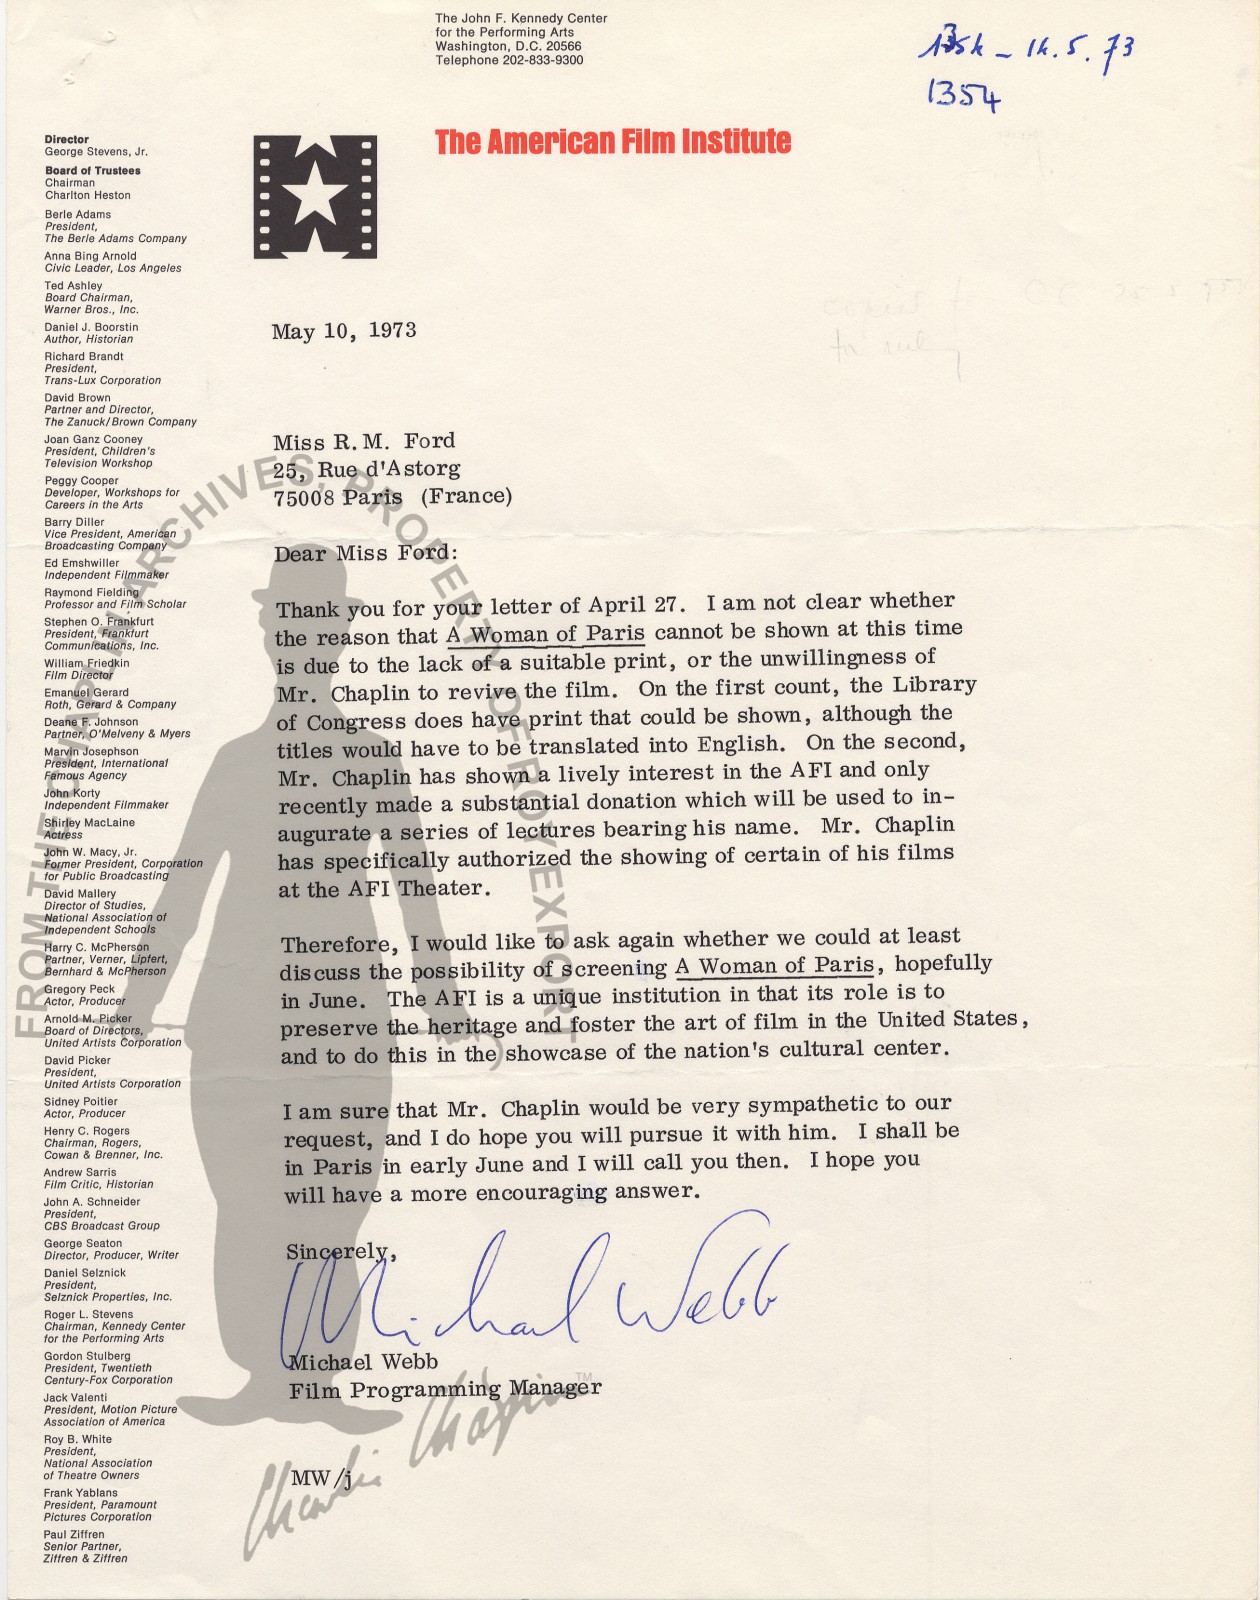 The John F. Kennedy Center
for the Performing Arts
Washington, D.C. 20566
Telephone 202-833-9300
14.5.73
1354
The American Film Institute
Director
George Stevens, Jr.
Board of Trustees
Chairman
Charlton Heston
Berle Adams
President,
The Berle Adams Company
Anna Bing Arnold
Civic Leader, Los Angeles
Ted Ashley
Board Chairman,
Warner Bros., Inc.
Daniel J. Boorstin
Author, Historian
Richard Brandt
President,
Trans-Lux Corporation
David Brown
Partner and Director,
The Zanuck/Brown Company
Joan Ganz Cooney
President, Children's
Television Workshop
Peggy Cooper
Developer, Workshops for
Careers in the Arts
Barry Diller
Vice President, American
Broadcasting Company
Ed Emshwiller
Independent Filmmaker
Raymond Fielding
Professor and Film Scholar
Stephen O. Frankfurt
President, Frankfurt
Communications, Inc.
William Friedkin
Film Director
Emanuel Gerard
Roth, Gerard & Company
Deane F. Johnson
Partner, O'Melveny & Myers
Marvin Josephson
President, International
Famous Agency
John Korty
Independent Filmmaker
Shirley MacLaine
Actress
John W. Macy, Jr.
Former President, Corporation
for Public Broadcasting
David Mallery
Director of Studies,
National Association of
Independent Schools
Harry C. McPherson
Partner, Verner, Lipfert,
Bernhard & McPherson
Gregory Peck
Actor, Producer
Arnold M. Picker
Board of Directors,
United Artists Corporation
David Picker
President,
United Artists Corporation
Sidney Poitier
Actor, Producer
Henry C. Rogers
Chairman, Rogers,
Cowan & Brenner, Inc.
Andrew Sarris
Film Critic, Historian
John A. Schneider
President,
CBS Broadcast Group
George Seaton
Director, Producer, Writer
Daniel Selznick
President,
Selznick Properties, Inc.
Roger L. Stevens
Chairman, Kennedy Center
for the Performing Arts
Gordon Stulberg
President, Twentieth
Century-Fox Corporation
Jack Valenti
President, Motion Picture
Association of America
Roy B. White
President,
National Association
of Theatre Owners
Frank Yablans
President, Paramount
Pictures Corporation
Paul Ziffren
Senior Partner,
Ziffren & Ziffren
May 10, 1973
Miss R.M. Ford
25, Rue d'Astorg
75008 Paris (France)
Dear Miss Ford:
Thank you for your letter of April 27. I am not clear whether
the reason that A Woman of Paris cannot be shown at this time
is due to the lack of a suitable print, or the unwillingness of
Mr. Chaplin to revive the film. On the first count, the Library
of Congress does have print that could be shown, although the
titles would have to be translated into English. On the second,
Mr. Chaplin has shown a lively interest in the AFI and only
recently made a substantial donation which will be used to in-
augurate a series of lectures bearing his name. Mr. Chaplin
has specifically authorized the showing of certain of his films
at the AFI Theater.
Therefore, I would like to ask again whether we could at least
discuss the possibility of screening A Woman of Paris, hopefully
in June. The AFI is a unique institution in that its role is to
preserve the heritage and foster the art of film in the United States,
and to do this in the showcase of the nation's cultural center.
I am sure that Mr. Chaplin would be very sympathetic to our
request, and I do hope you will pursue it with him. I shall be
in Paris in early June and I will call you then. I hope you
will have a more encouraging answer.
Sincerely,
Michael Webb
Michael Webb
Film Programming Manager
MW/j
FROM THE CHAPLIN ARCHIVES, PROPERTY OF ROY EXPORT
Charlie Chaplin TM